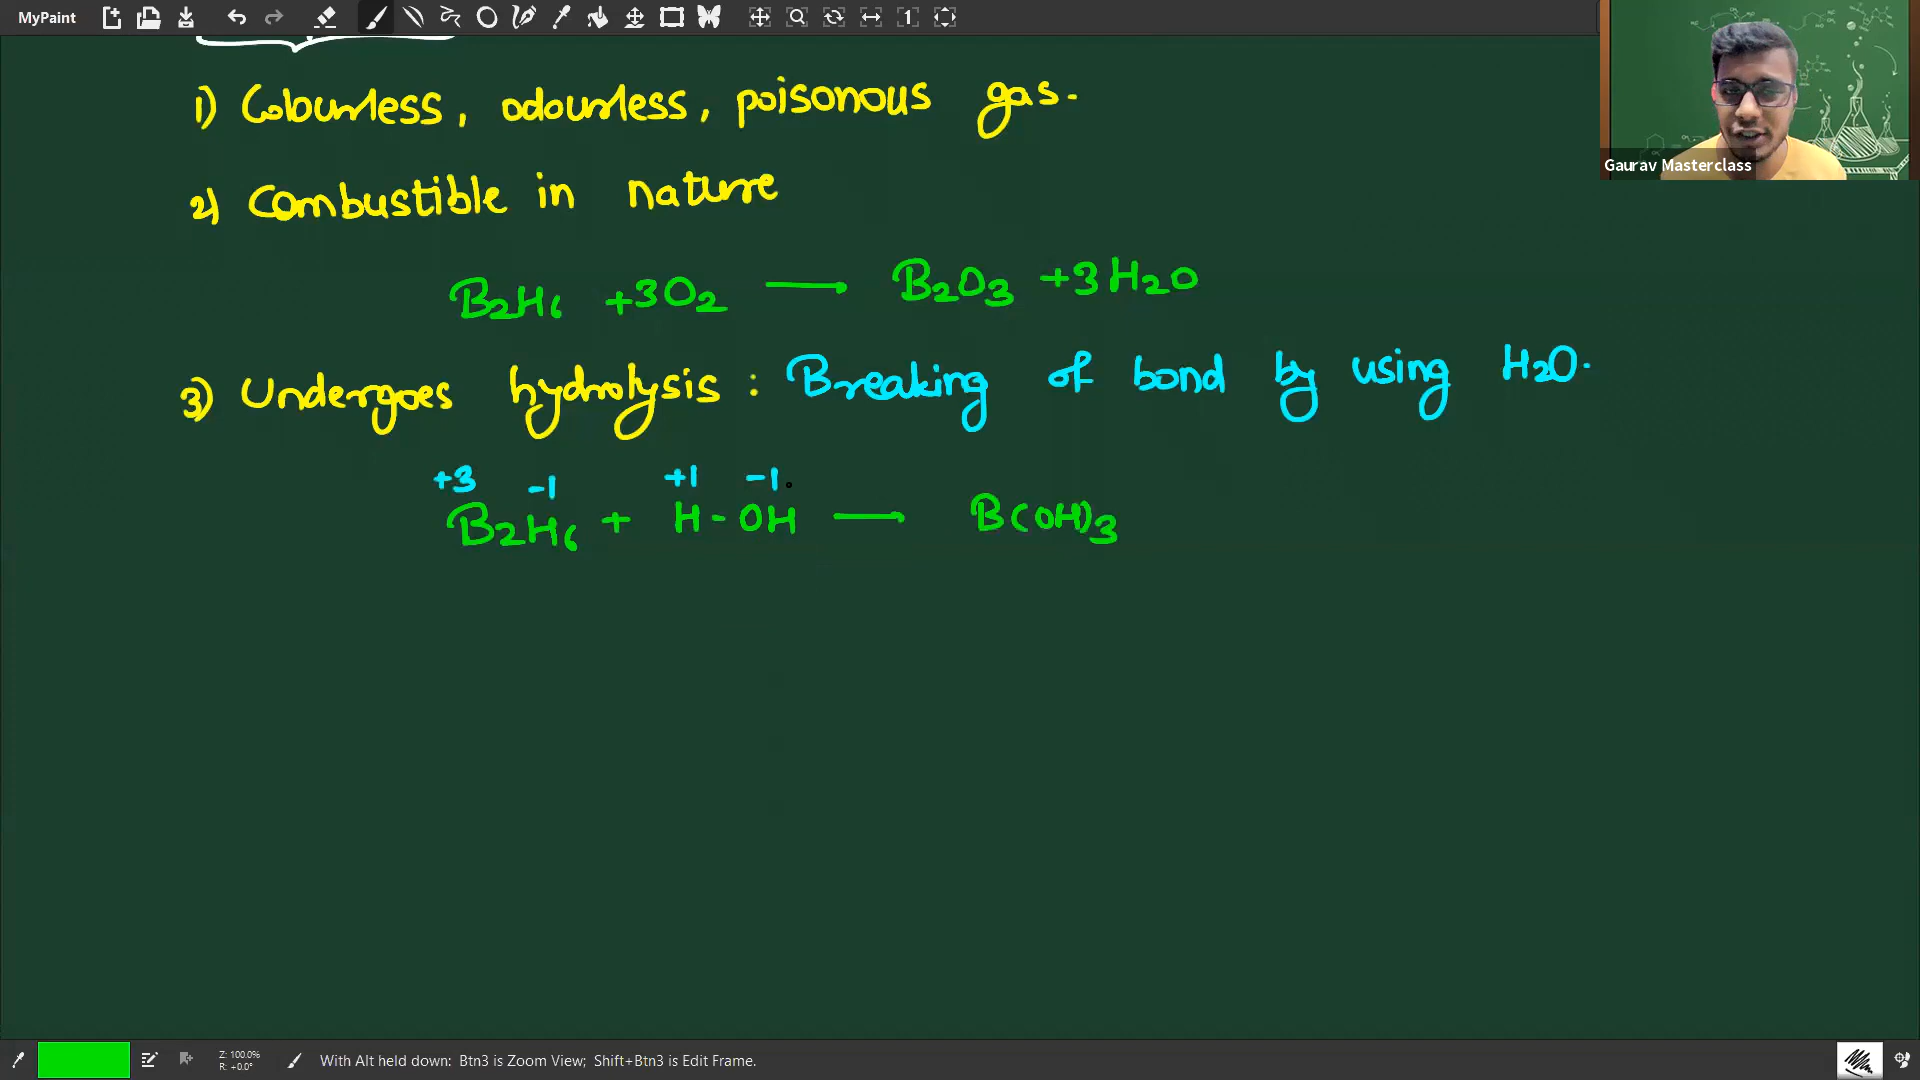 MyPaint
Gaurav Masterclass
1) Colourless, odourless, poisonous gas.
2) Combustible in nature
B2H6 +3O2 ⟶ B2O3 +3H2O
3) Undergoes hydrolysis : Breaking of bond by using H2O.
+3 -1 +1 -1
B2H6 + H-OH ⟶ B(OH)3
Z: 100.0%
R: +0.0°
With Alt held down: Btn3 is Zoom View; Shift+Btn3 is Edit Frame.